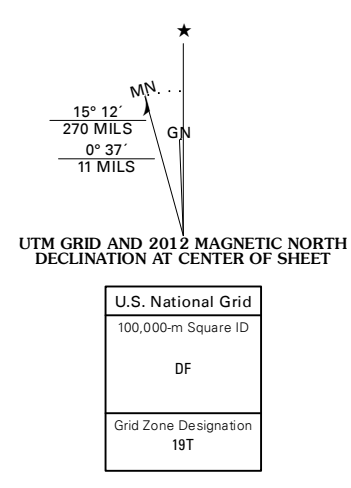 ★
MN
15° 12´
270 MILS
GN
0° 37´
11 MILS
UTM GRID AND 2012 MAGNETIC NORTH
DECLINATION AT CENTER OF SHEET
U.S. National Grid
100,000-m Square ID
DF
Grid Zone Designation
19T